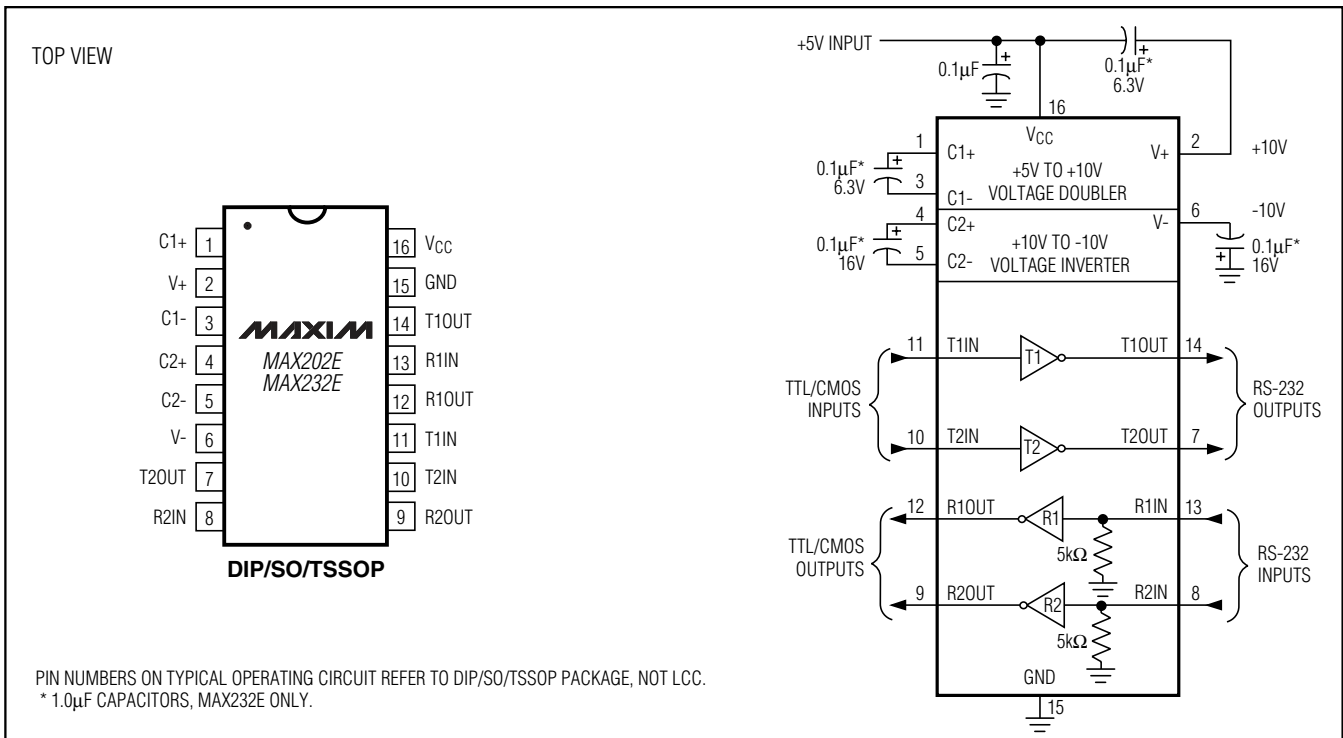 TOP VIEW
C1+ 1
V+ 2
C1- 3
C2+ 4
C2- 5
V- 6
T2OUT 7
R2IN 8
16 VCC
15 GND
14 T1OUT
13 R1IN
12 R1OUT
11 T1IN
10 T2IN
9 R2OUT
MAXIM
MAX202E
MAX232E
DIP/SO/TSSOP
+5V INPUT
0.1µF
+
0.1µF*
6.3V
+
16
VCC
1
C1+
+5V TO +10V
VOLTAGE DOUBLER
V+
2
+10V
0.1µF*
6.3V
+
3
C1-
4
C2+
+10V TO -10V
VOLTAGE INVERTER
V-
6
-10V
0.1µF*
16V
+
5
C2-
0.1µF*
16V
+
TTL/CMOS
INPUTS
11 T1IN T1 T1OUT 14
10 T2IN T2 T2OUT 7
RS-232
OUTPUTS
TTL/CMOS
OUTPUTS
12 R1OUT R1 R1IN 13
5kΩ
9 R2OUT R2 R2IN 8
5kΩ
RS-232
INPUTS
GND
15
PIN NUMBERS ON TYPICAL OPERATING CIRCUIT REFER TO DIP/SO/TSSOP PACKAGE, NOT LCC.
* 1.0µF CAPACITORS, MAX232E ONLY.